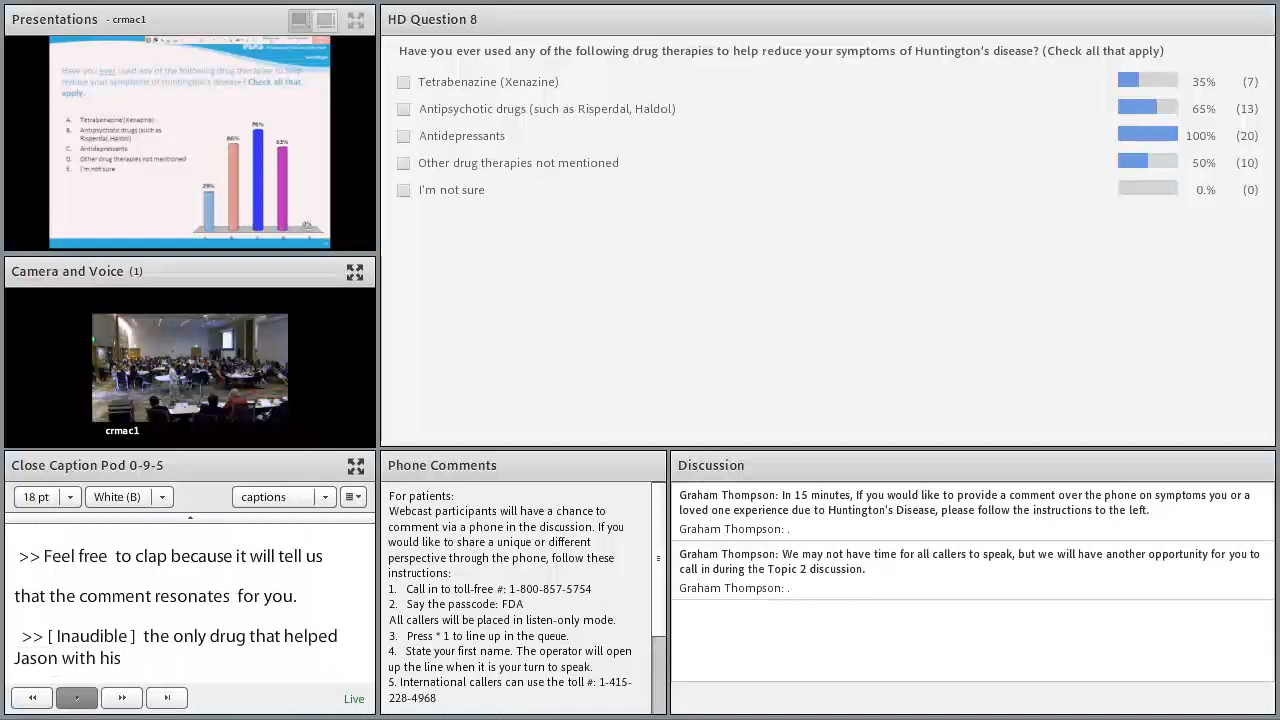 Presentations - crmac1
Have you ever used any of the following drug therapies to help
reduce your symptoms of Huntington's disease? Check all that
apply.
A. Tetrabenazine (Xenazine)
B. Antipsychotic drugs (such as
Risperdal, Haldol)
C. Antidepressants
D. Other drug therapies not mentioned
E. I'm not sure
29%
66%
76%
63%
0%
Camera and Voice (1)
crmac1
Close Caption Pod 0-9-5
18 pt
White (B)
captions
>> Feel free to clap because it will tell us
that the comment resonates for you.
>> [ Inaudible ] the only drug that helped
Jason with his
Live
HD Question 8
Have you ever used any of the following drug therapies to help reduce your symptoms of Huntington's disease? (Check all that apply)
Tetrabenazine (Xenazine) 35% (7)
Antipsychotic drugs (such as Risperdal, Haldol) 65% (13)
Antidepressants 100% (20)
Other drug therapies not mentioned 50% (10)
I'm not sure 0.% (0)
Phone Comments
For patients:
Webcast participants will have a chance to
comment via a phone in the discussion. If you
would like to share a unique or different
perspective through the phone, follow these
instructions:
1. Call in to toll-free #: 1-800-857-5754
2. Say the passcode: FDA
All callers will be placed in listen-only mode.
3. Press * 1 to line up in the queue.
4. State your first name. The operator will open
up the line when it is your turn to speak.
5. International callers can use the toll #: 1-415-
228-4968
Discussion
Graham Thompson: In 15 minutes, If you would like to provide a comment over the phone on symptoms you or a
loved one experience due to Huntington's Disease, please follow the instructions to the left.
Graham Thompson: .
Graham Thompson: We may not have time for all callers to speak, but we will have another opportunity for you to
call in during the Topic 2 discussion.
Graham Thompson: .